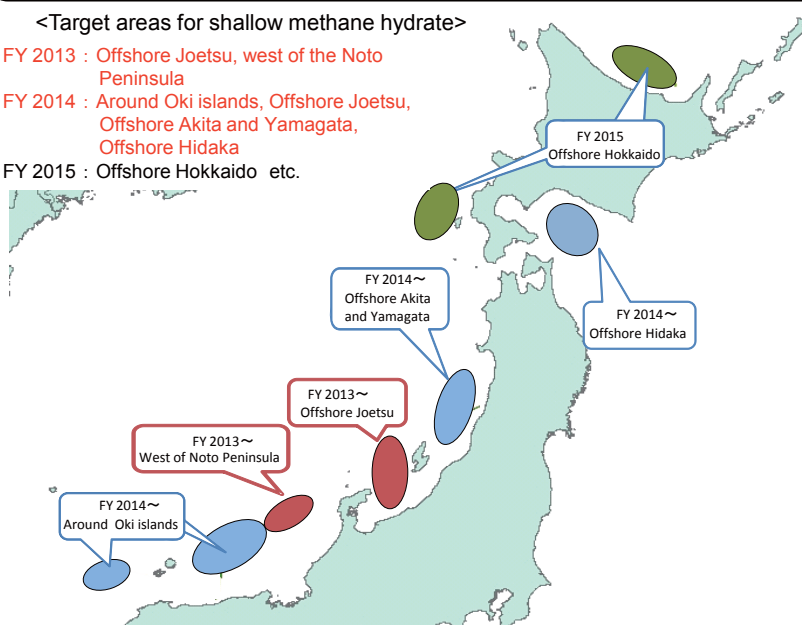 <Target areas for shallow methane hydrate>
FY 2013 : Offshore Joetsu, west of the Noto
Peninsula
FY 2014 : Around Oki islands, Offshore Joetsu,
Offshore Akita and Yamagata,
Offshore Hidaka
FY 2015 : Offshore Hokkaido etc.
FY 2015
Offshore Hokkaido
FY 2014～
Offshore Akita
and Yamagata
FY 2014～
Offshore Hidaka
FY 2013～
Offshore Joetsu
FY 2013～
West of Noto Peninsula
FY 2014～
Around Oki islands